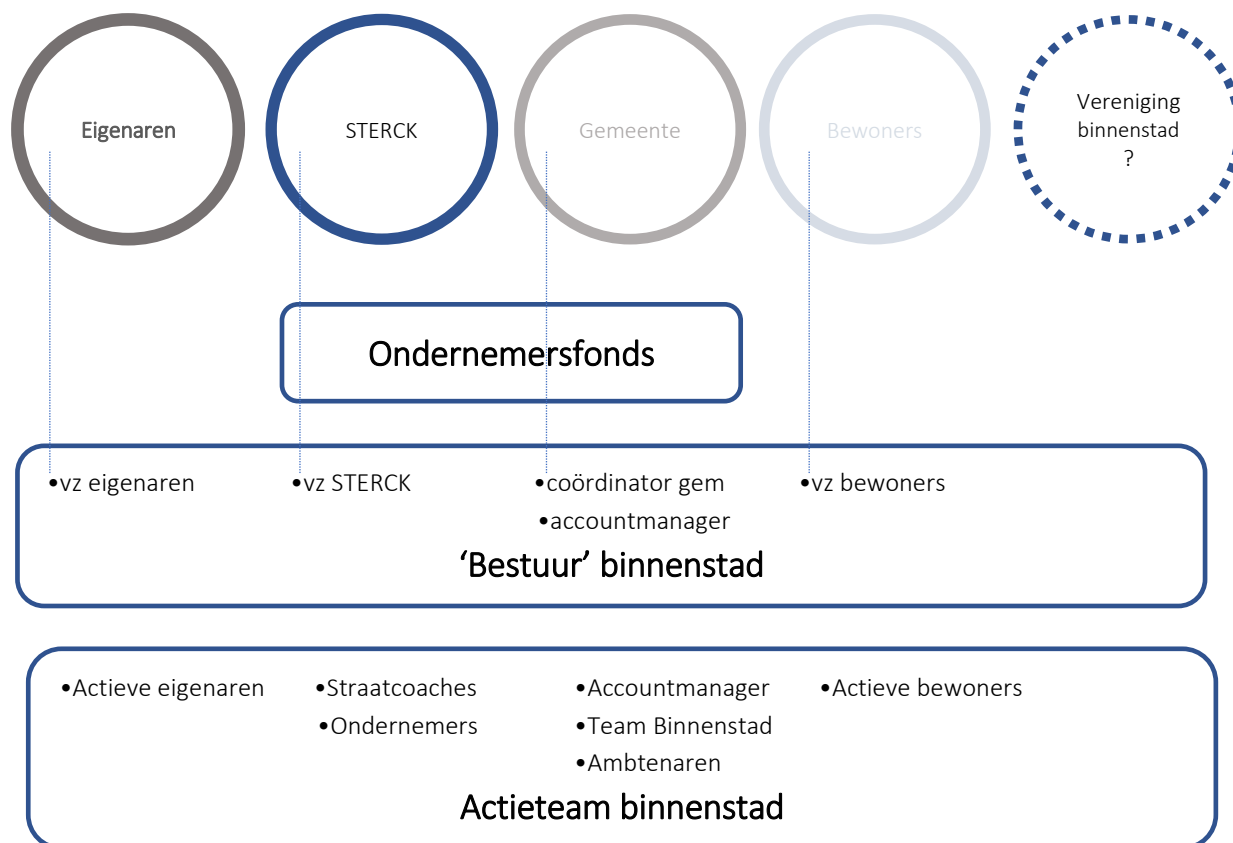 Eigenaren
STERCK
Gemeente
Bewoners
Vereniging
binnenstad
?
Ondernemersfonds
•vz eigenaren
•vz STERCK
•coördinator gem
•accountmanager
•vz bewoners
‘Bestuur’ binnenstad
•Actieve eigenaren
•Straatcoaches
•Ondernemers
•Accountmanager
•Team Binnenstad
•Ambtenaren
•Actieve bewoners
Actieteam binnenstad